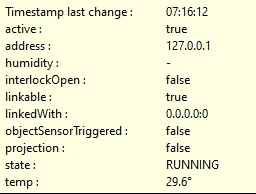 Timestamp last change : 07:16:12
active : true
address : 127.0.0.1
humidity : -
interlockOpen : false
linkable : true
linkedWith : 0.0.0.0:0
objectSensorTriggered : false
projection : false
state : RUNNING
temp : 29.6°